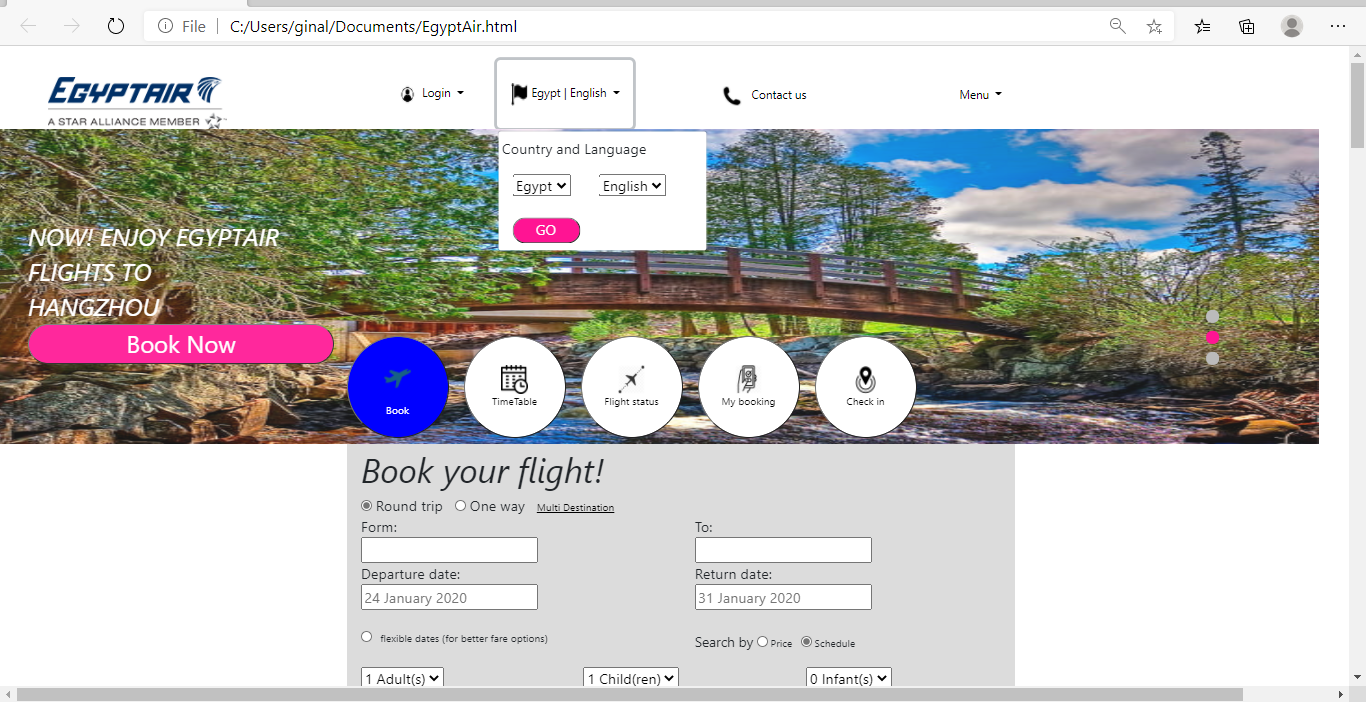 File | C:/Users/ginal/Documents/EgyptAir.html
EGYPTAIR
A STAR ALLIANCE MEMBER
Login
Egypt | English
Contact us
Menu
Country and Language
Egypt English
GO
NOW! ENJOY EGYPTAIR
FLIGHTS TO
HANGZHOU
Book Now
Book
TimeTable
Flight status
My booking
Check in
Book your flight!
Round trip One way Multi Destination
Form: To:
Departure date: Return date:
24 January 2020 31 January 2020
flexible dates (for better fare options) Search by Price Schedule
1 Adult(s) 1 Child(ren) 0 Infant(s)